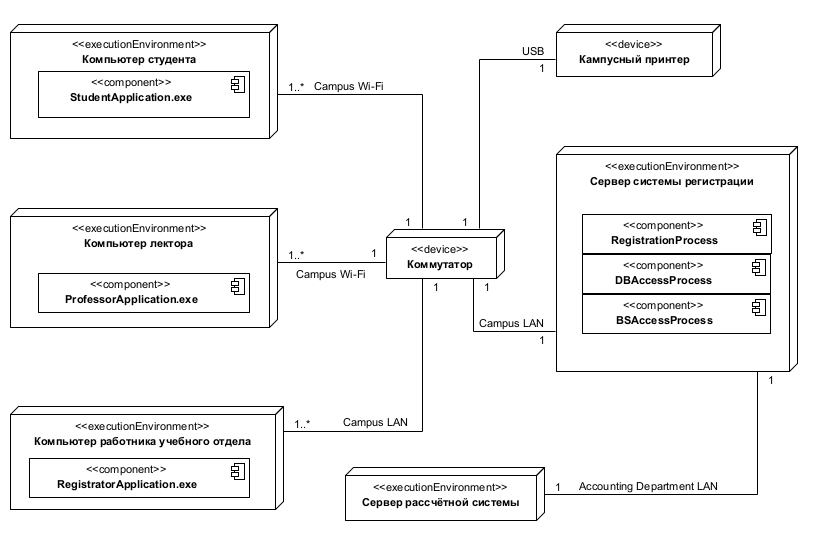 <<executionEnvironment>>
Компьютер студента
<<component>>
StudentApplication.exe
1..*
Campus Wi-Fi
1
USB
1
1
<<device>>
Кампусный принтер
<<executionEnvironment>>
Сервер системы регистрации
<<component>>
RegistrationProcess
<<component>>
DBAccessProcess
<<component>>
BSAccessProcess
<<executionEnvironment>>
Компьютер лектора
<<component>>
ProfessorApplication.exe
1..*
1
Campus Wi-Fi
<<device>>
Коммутатор
1
1
Campus LAN
1
1
<<executionEnvironment>>
Компьютер работника учебного отдела
<<component>>
RegistratorApplication.exe
1..*
Campus LAN
<<executionEnvironment>>
Сервер рассчётной системы
1
Accounting Department LAN